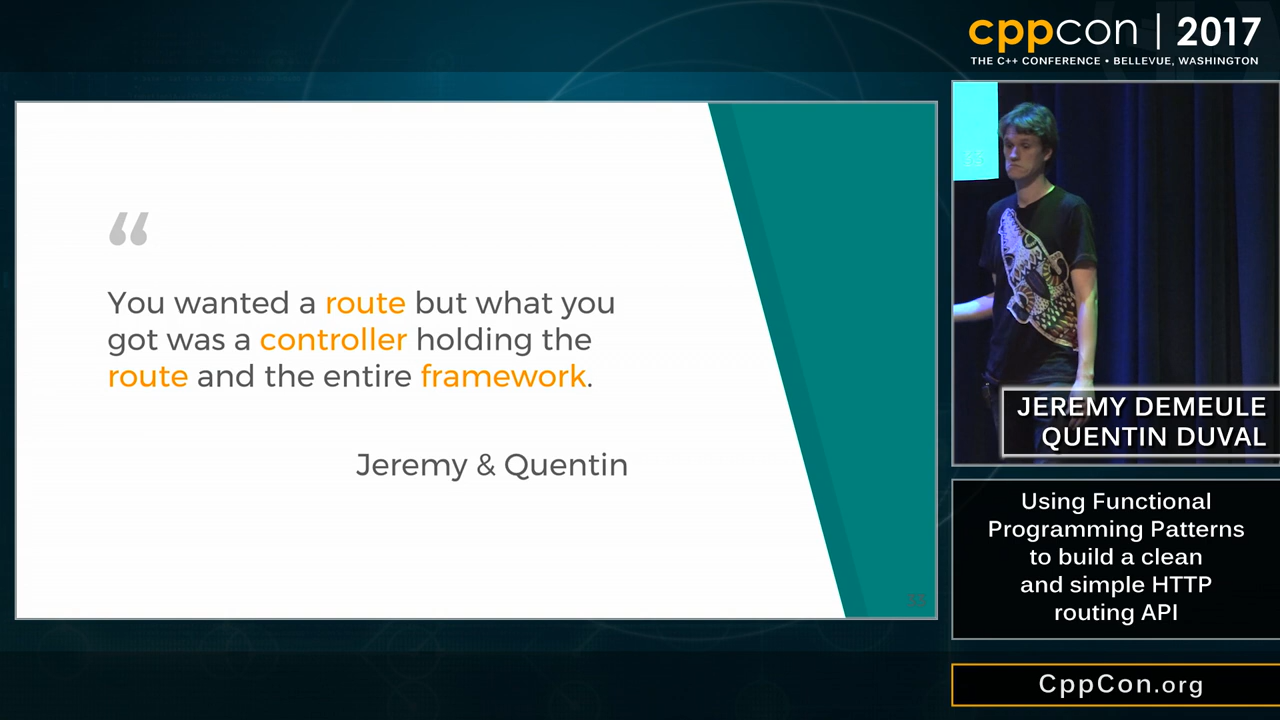 cppcon | 2017
THE C++ CONFERENCE • BELLEVUE, WASHINGTON
“
You wanted a route but what you
got was a controller holding the
route and the entire framework.
Jeremy & Quentin
33
JEREMY DEMEULE
QUENTIN DUVAL
Using Functional
Programming Patterns
to build a clean
and simple HTTP
routing API
CppCon.org